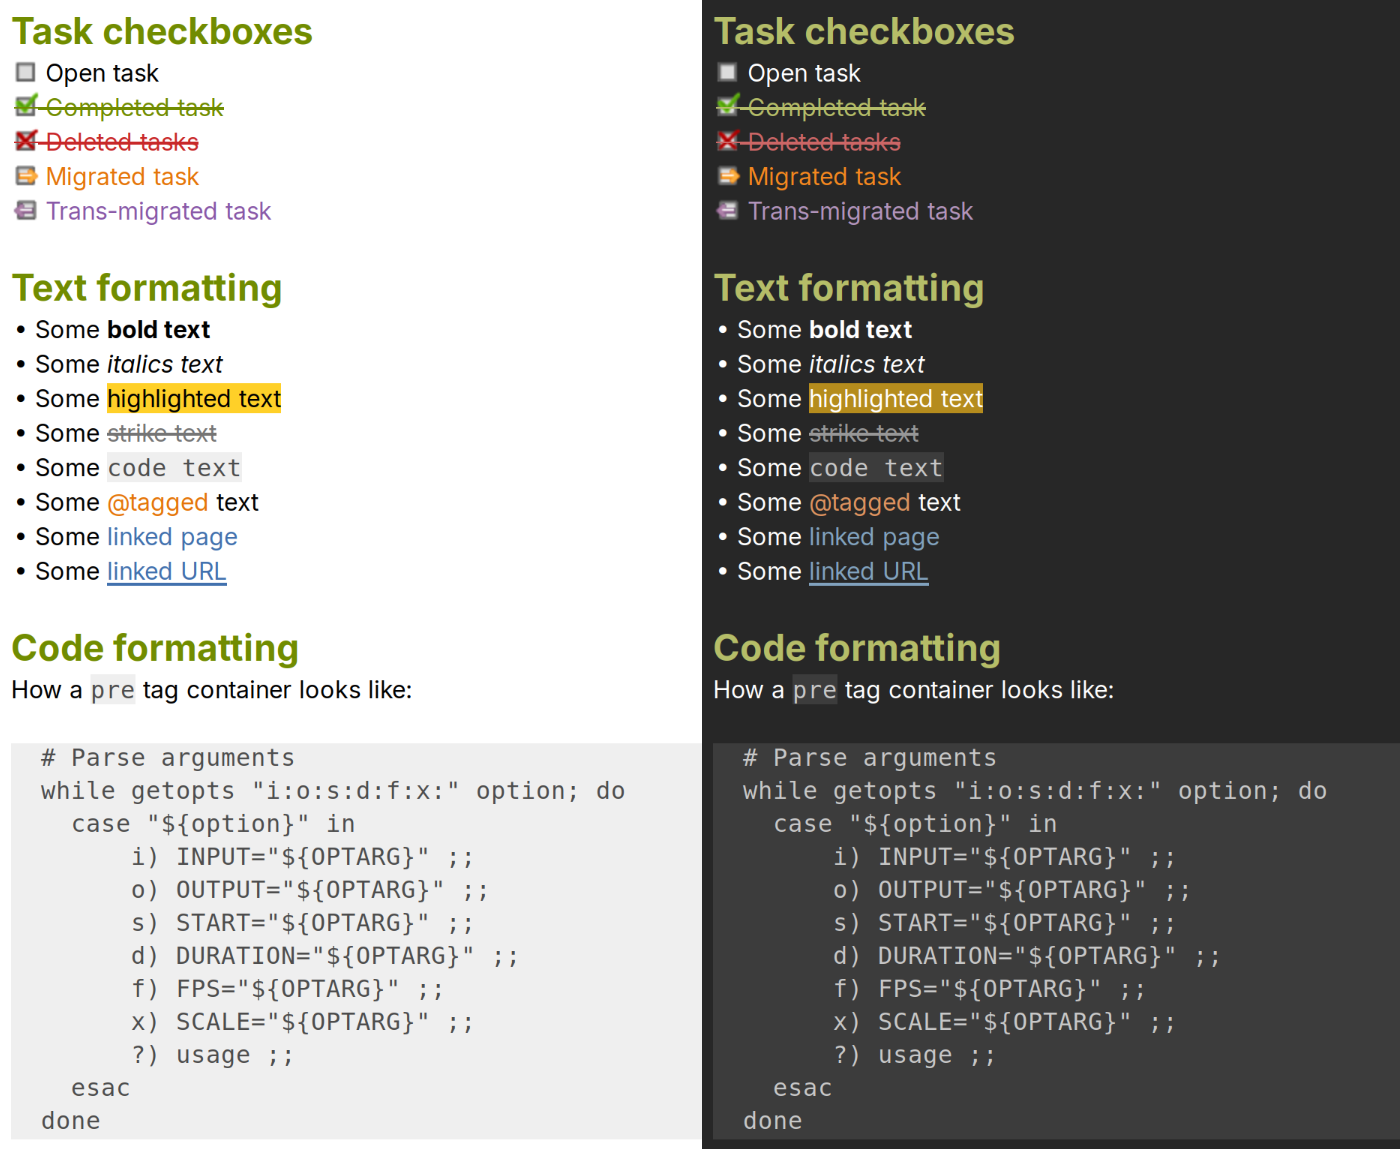 Task checkboxes
Open task
Completed task
Deleted tasks
Migrated task
Trans-migrated task
Text formatting
• Some bold text
• Some italics text
• Some highlighted text
• Some strike text
• Some code text
• Some @tagged text
• Some linked page
• Some linked URL
Code formatting
How a pre tag container looks like:
# Parse arguments
while getopts "i:o:s:d:f:x:" option; do
  case "${option}" in
      i) INPUT="${OPTARG}" ;;
      o) OUTPUT="${OPTARG}" ;;
      s) START="${OPTARG}" ;;
      d) DURATION="${OPTARG}" ;;
      f) FPS="${OPTARG}" ;;
      x) SCALE="${OPTARG}" ;;
      ?) usage ;;
  esac
done
Task checkboxes
Open task
Completed task
Deleted tasks
Migrated task
Trans-migrated task
Text formatting
• Some bold text
• Some italics text
• Some highlighted text
• Some strike text
• Some code text
• Some @tagged text
• Some linked page
• Some linked URL
Code formatting
How a pre tag container looks like:
# Parse arguments
while getopts "i:o:s:d:f:x:" option; do
  case "${option}" in
      i) INPUT="${OPTARG}" ;;
      o) OUTPUT="${OPTARG}" ;;
      s) START="${OPTARG}" ;;
      d) DURATION="${OPTARG}" ;;
      f) FPS="${OPTARG}" ;;
      x) SCALE="${OPTARG}" ;;
      ?) usage ;;
  esac
done